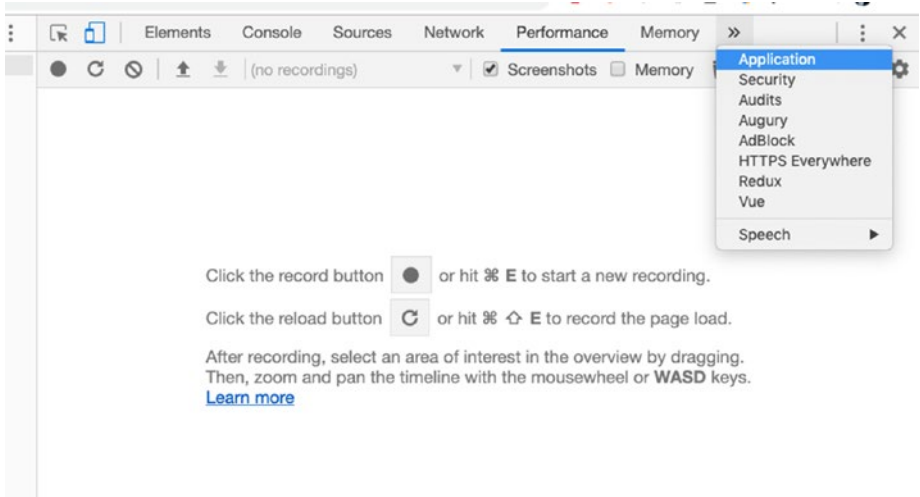 Elements Console Sources Network Performance Memory »
(no recordings) Screenshots Memory
Application
Security
Audits
Augury
AdBlock
HTTPS Everywhere
Redux
Vue
Speech
Click the record button or hit ⌘ E to start a new recording.
Click the reload button or hit ⌘ ⇧ E to record the page load.
After recording, select an area of interest in the overview by dragging.
Then, zoom and pan the timeline with the mousewheel or WASD keys.
Learn more